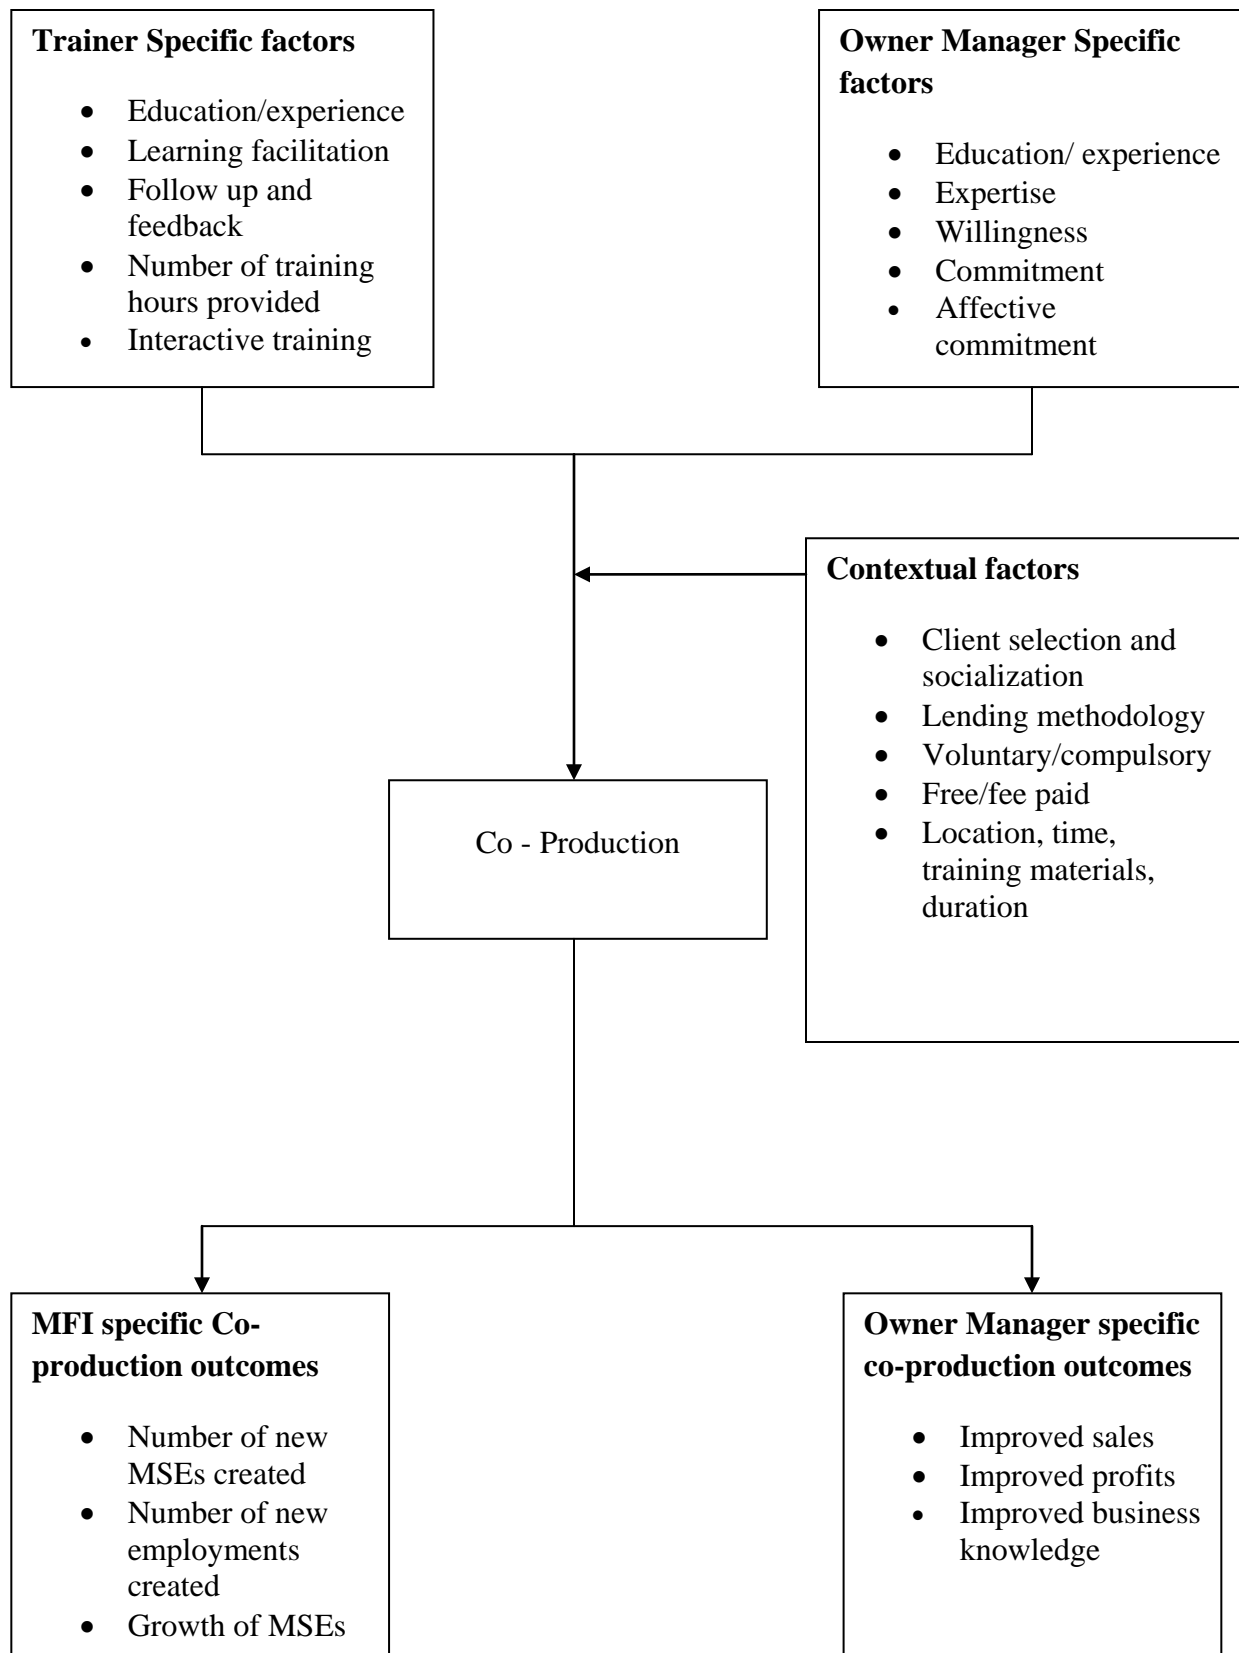 Trainer Specific factors
• Education/experience
• Learning facilitation
• Follow up and
feedback
• Number of training
hours provided
• Interactive training
Owner Manager Specific
factors
• Education/ experience
• Expertise
• Willingness
• Commitment
• Affective
commitment
Contextual factors
• Client selection and
socialization
• Lending methodology
• Voluntary/compulsory
• Free/fee paid
• Location, time,
training materials,
duration
Co - Production
MFI specific Co-
production outcomes
• Number of new
MSEs created
• Number of new
employments
created
• Growth of MSEs
Owner Manager specific
co-production outcomes
• Improved sales
• Improved profits
• Improved business
knowledge